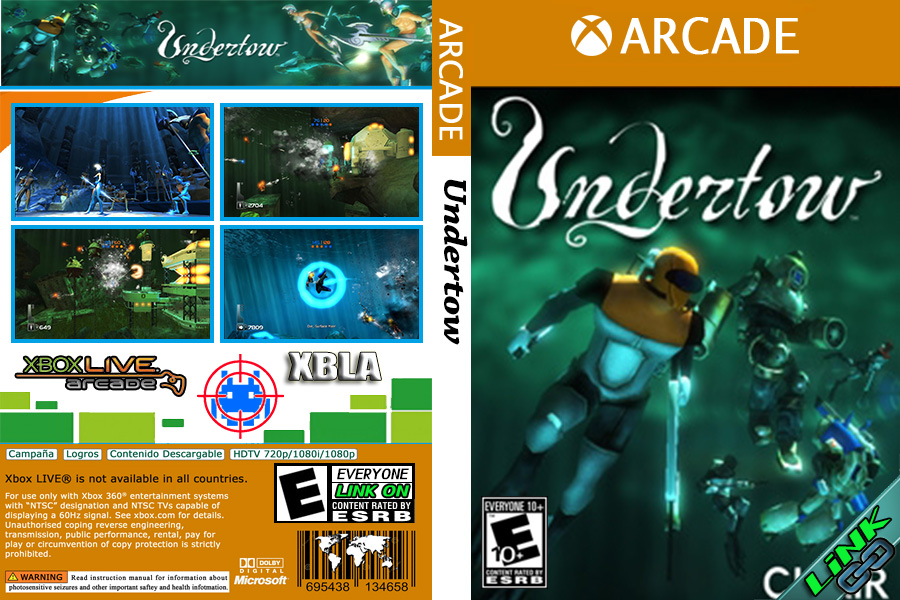 Undertow
2704
649
7809
XBOX LIVE
arcade
XBLA
Campaña Logros Contenido Descargable HDTV 720p/1080i/1080p
Xbox LIVE® is not available in all countries.
For use only with Xbox 360® entertainment systems
with "NTSC" designation and NTSC TVs capable of
displaying a 60Hz signal. See xbox.com for details.
Unauthorised coping reverse engineering,
transmission, public performance, rental, pay for
play or circumvention of copy protection is strictly
prohibited.
WARNING Read instruction manual for information about
photosensitive seizures and other important saftey and health infotmation.
E
EVERYONE
LINK ON
CONTENT RATED BY
ESRB
DOLBY
DIGITAL
Microsoft
695438 134658
ARCADE
Undertow
ARCADE
Undertow
EVERYONE 10+
E
10+
CONTENT RATED BY
ESRB
LiNK